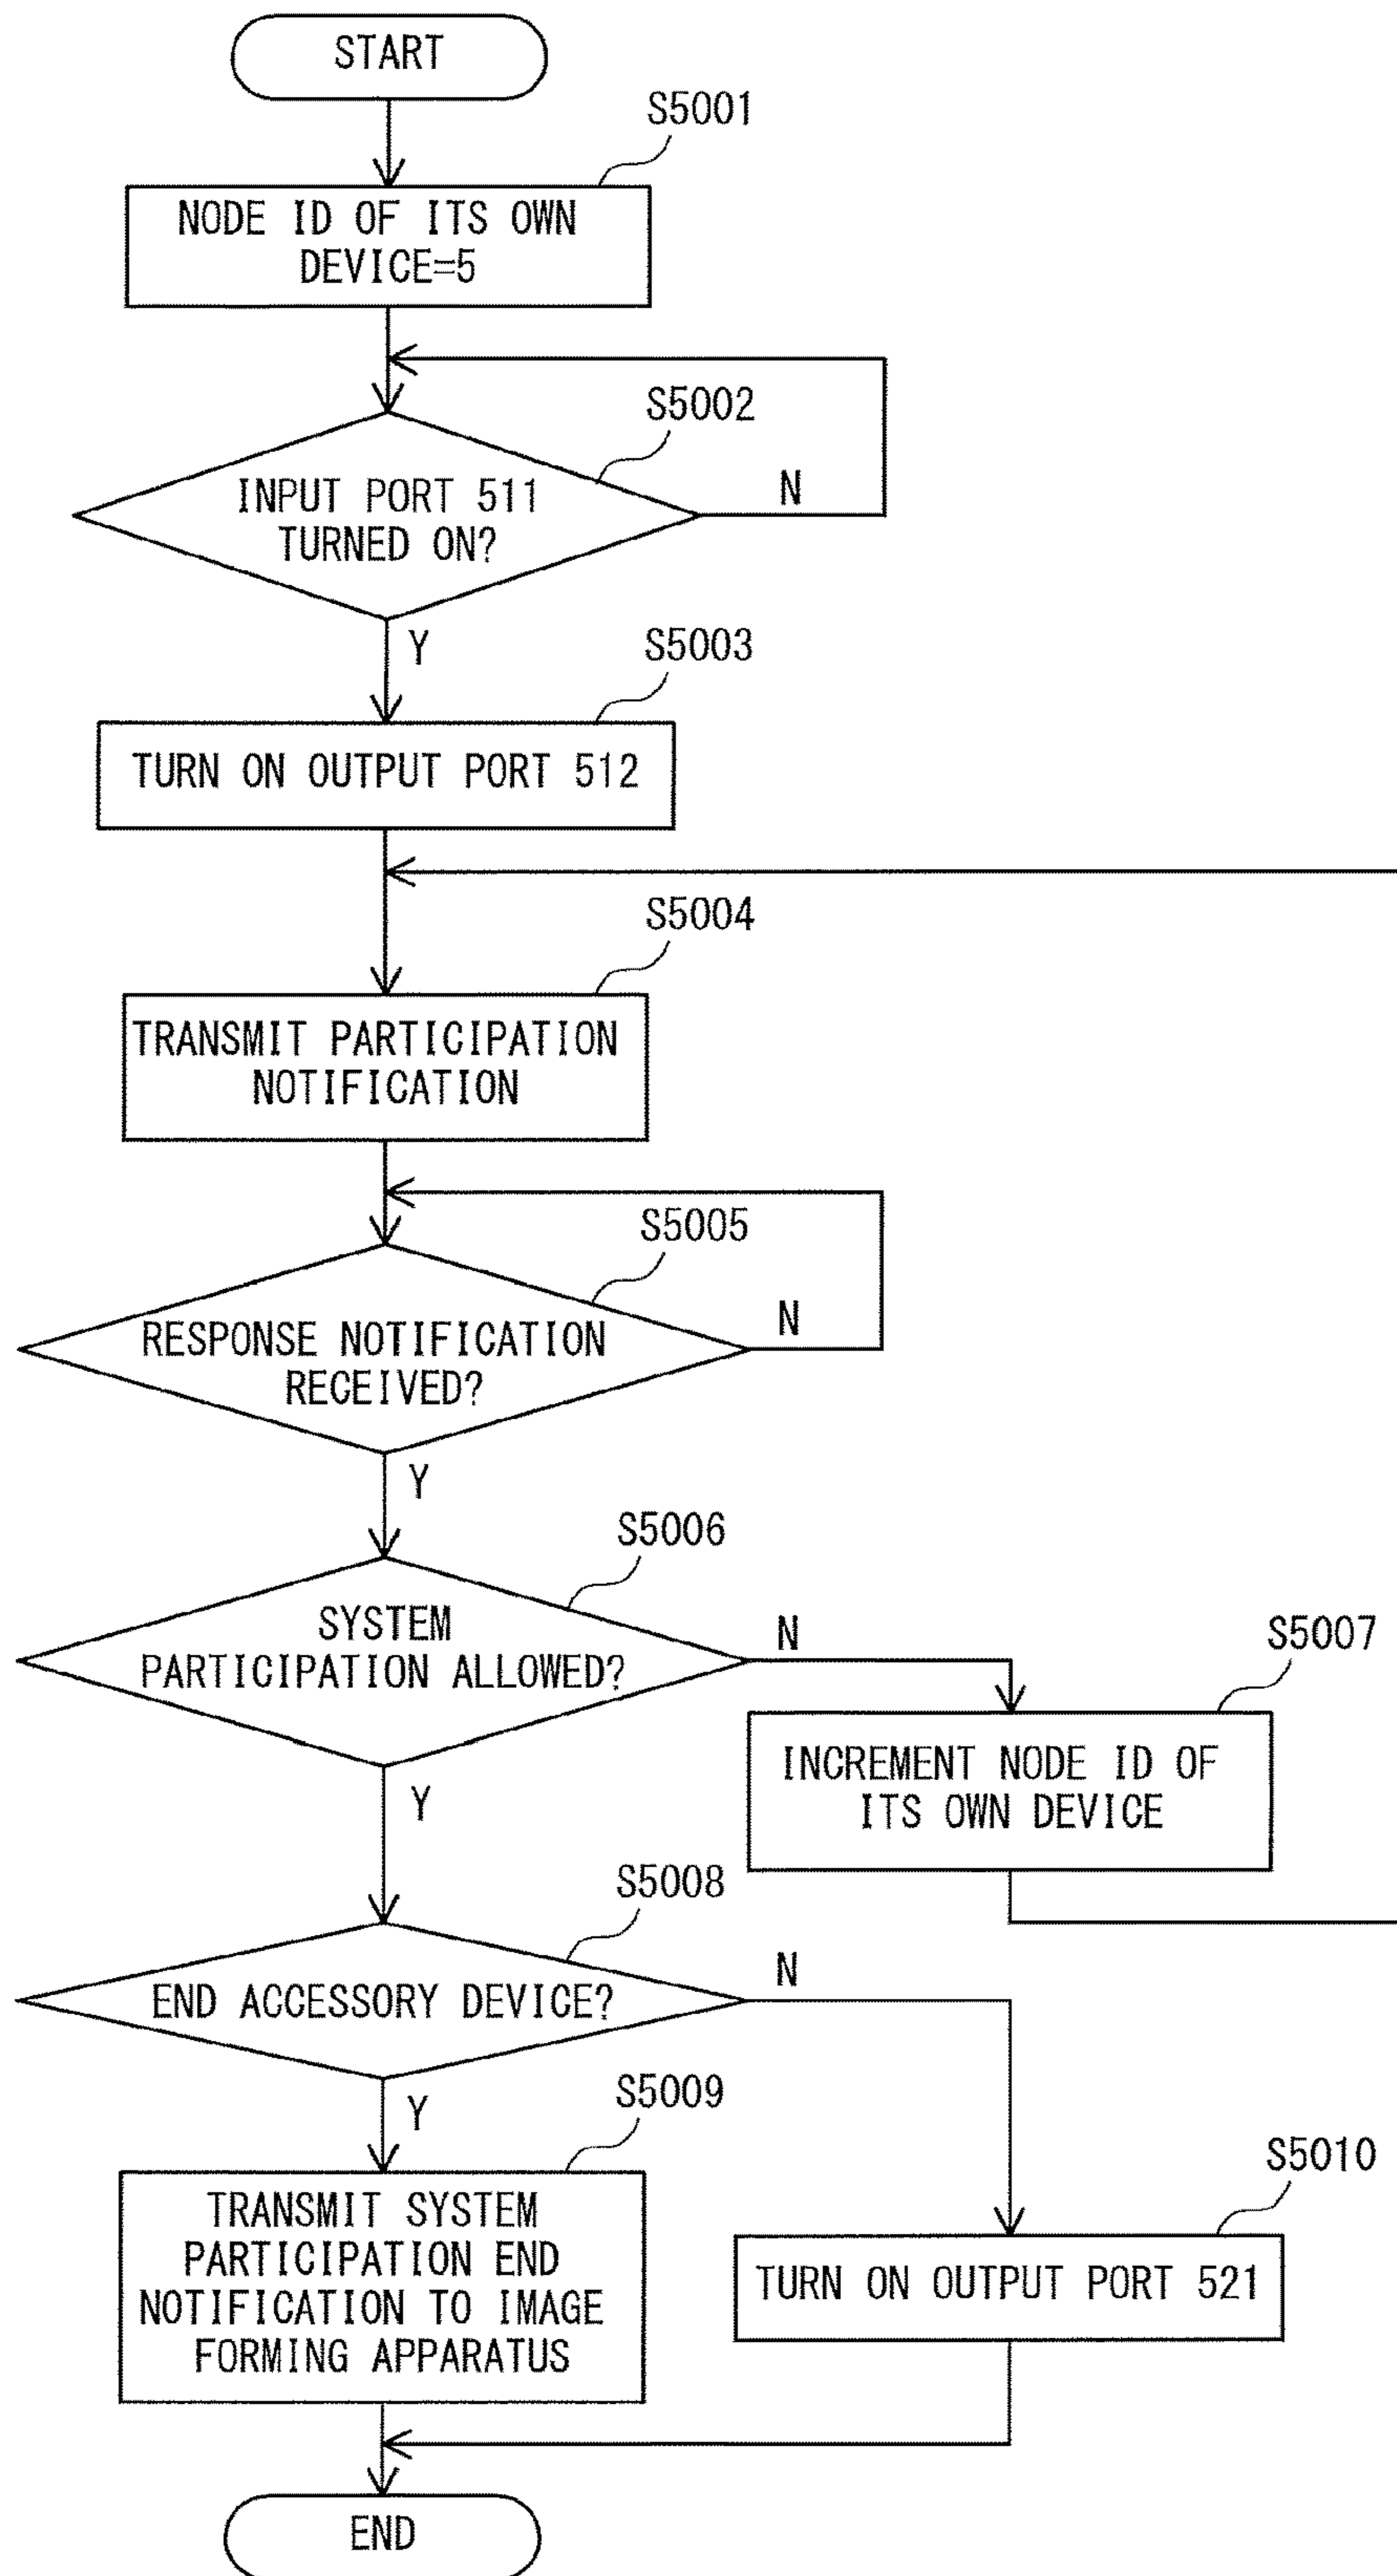 START
S5001
NODE ID OF ITS OWN
DEVICE=5
S5002
INPUT PORT 511
TURNED ON?
N
Y
S5003
TURN ON OUTPUT PORT 512
S5004
TRANSMIT PARTICIPATION
NOTIFICATION
S5005
RESPONSE NOTIFICATION
RECEIVED?
N
Y
S5006
SYSTEM
PARTICIPATION ALLOWED?
N
S5007
INCREMENT NODE ID OF
ITS OWN DEVICE
Y
S5008
END ACCESSORY DEVICE?
N
Y
S5009
TRANSMIT SYSTEM
PARTICIPATION END
NOTIFICATION TO IMAGE
FORMING APPARATUS
S5010
TURN ON OUTPUT PORT 521
END